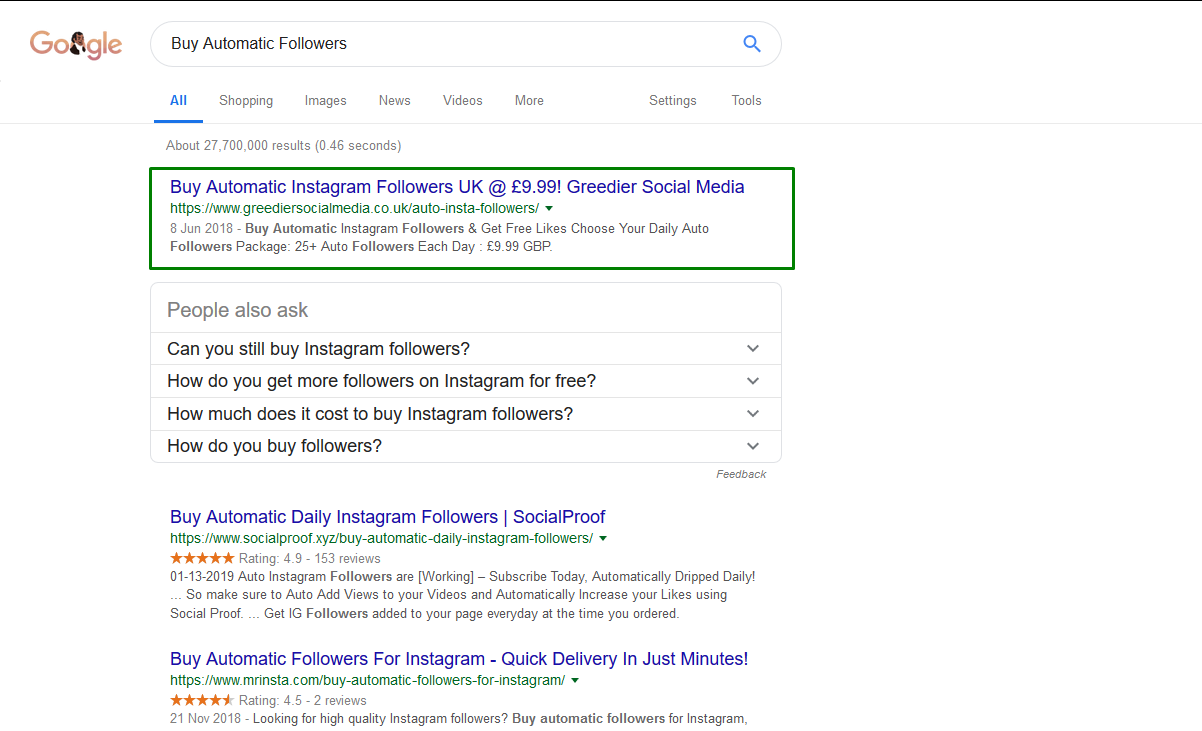 Google
Buy Automatic Followers
All Shopping Images News Videos More Settings Tools
About 27,700,000 results (0.46 seconds)
Buy Automatic Instagram Followers UK @ £9.99! Greedier Social Media
https://www.greediersocialmedia.co.uk/auto-insta-followers/
8 Jun 2018 - Buy Automatic Instagram Followers & Get Free Likes Choose Your Daily Auto
Followers Package: 25+ Auto Followers Each Day : £9.99 GBP.
People also ask
Can you still buy Instagram followers?
How do you get more followers on Instagram for free?
How much does it cost to buy Instagram followers?
How do you buy followers?
Feedback
Buy Automatic Daily Instagram Followers | SocialProof
https://www.socialproof.xyz/buy-automatic-daily-instagram-followers/
Rating: 4.9 - 153 reviews
01-13-2019 Auto Instagram Followers are [Working] – Subscribe Today, Automatically Dripped Daily!
... So make sure to Auto Add Views to your Videos and Automatically Increase your Likes using
Social Proof. ... Get IG Followers added to your page everyday at the time you ordered.
Buy Automatic Followers For Instagram - Quick Delivery In Just Minutes!
https://www.mrinsta.com/buy-automatic-followers-for-instagram/
Rating: 4.5 - 2 reviews
21 Nov 2018 - Looking for high quality Instagram followers? Buy automatic followers for Instagram,